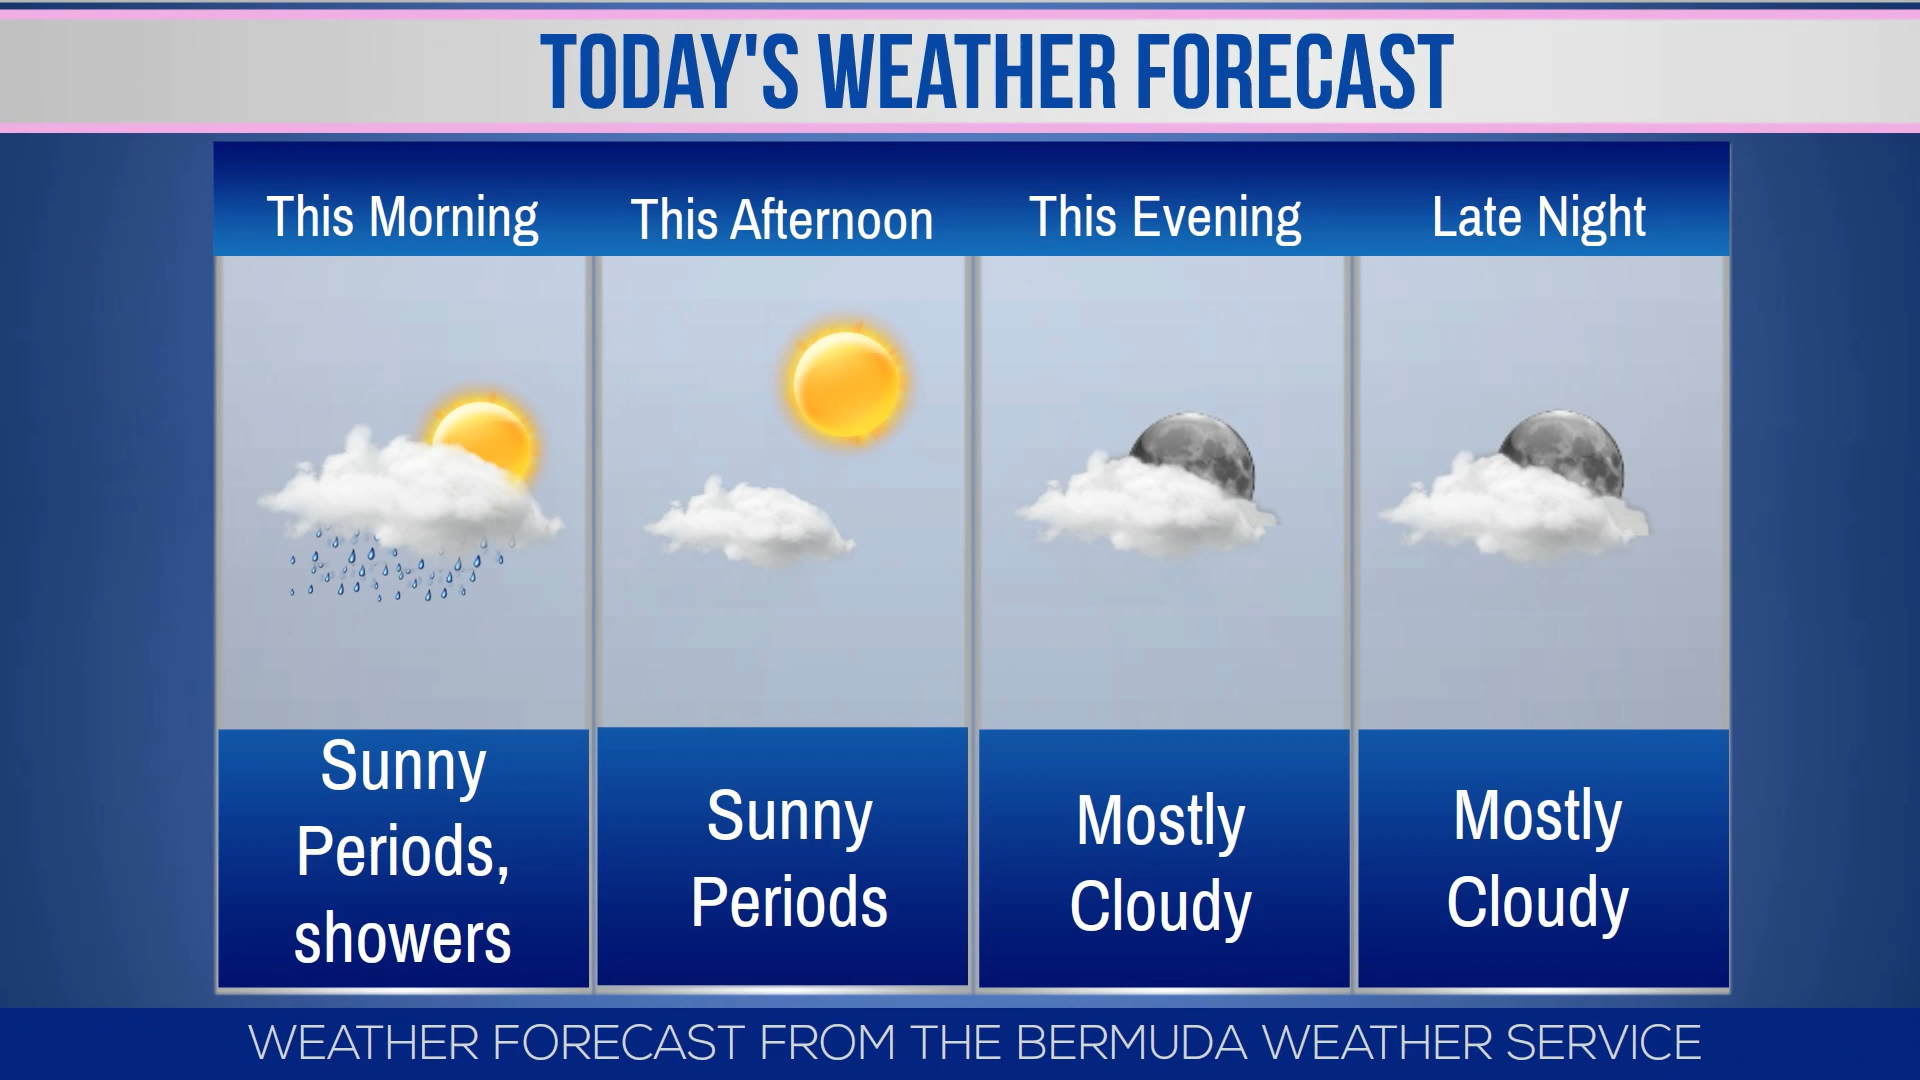 TODAY'S WEATHER FORECAST
This Morning
This Afternoon
This Evening
Late Night
Sunny
Periods,
showers
Sunny
Periods
Mostly
Cloudy
Mostly
Cloudy
WEATHER FORECAST FROM THE BERMUDA WEATHER SERVICE